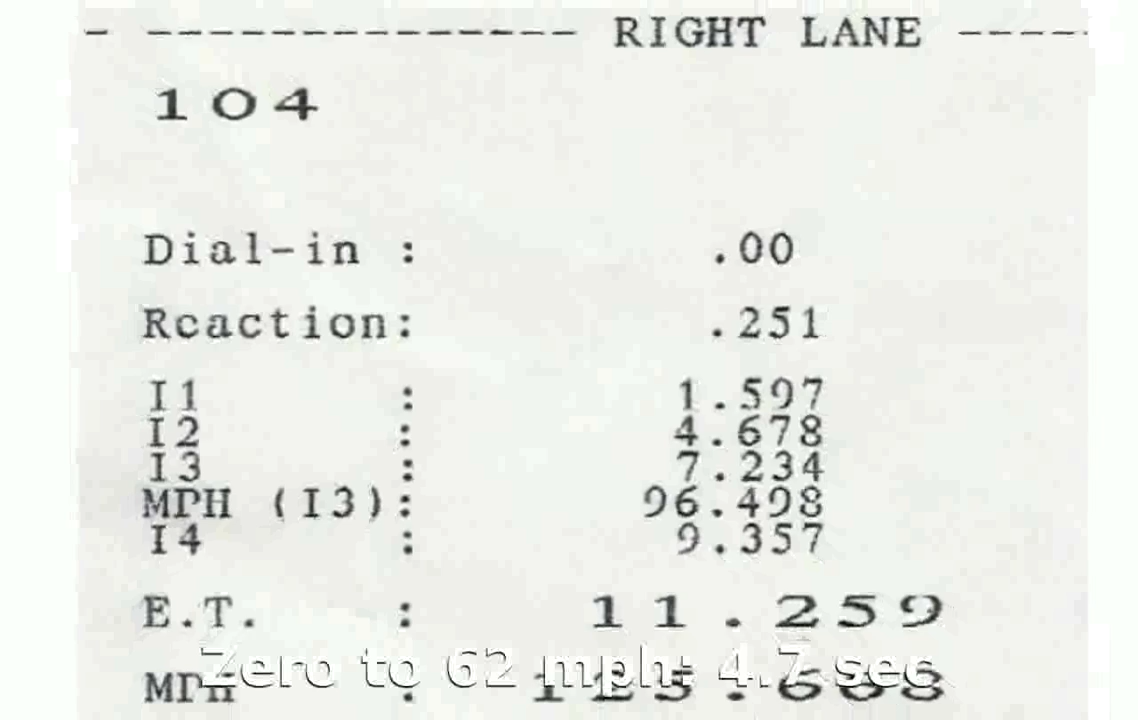 - --------------- RIGHT LANE -----
104
Dial-in : .00
Reaction: .251
I1 : 1.597
I2 : 4.678
I3 : 7.234
MPH (I3): 96.498
I4 : 9.357
E.T. : 11.259
Zero to 62 mph: 4.7 sec
MPH :